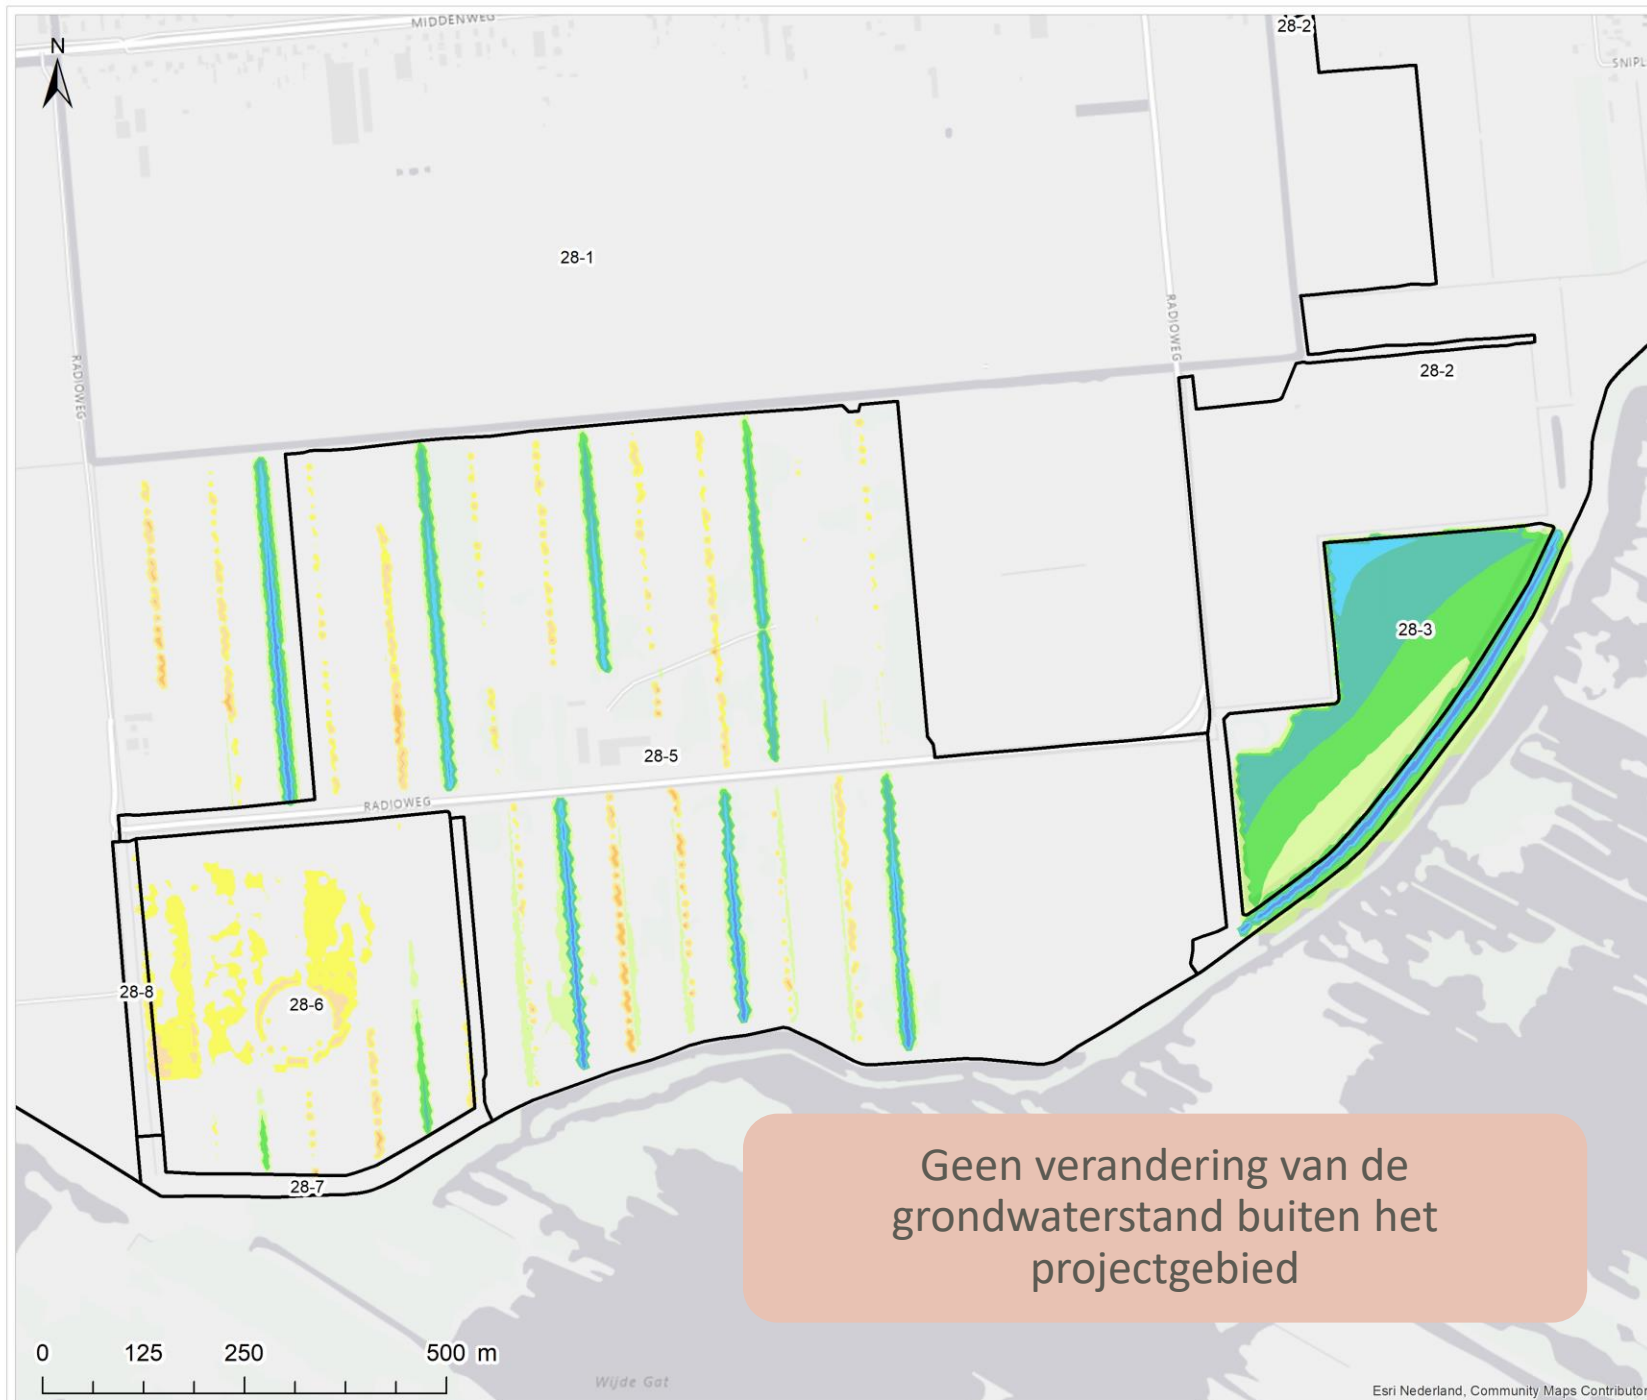 MIDDENWEG
28-2
SNIPL
N
28-1
RADIOWEG
RADIOWEG
28-2
28-3
28-5
RADIOWEG
28-8
28-6
28-7
Geen verandering van de
grondwaterstand buiten het
projectgebied
0 125 250 500 m
Wijde Gat
Esri Nederland, Community Maps Contributor